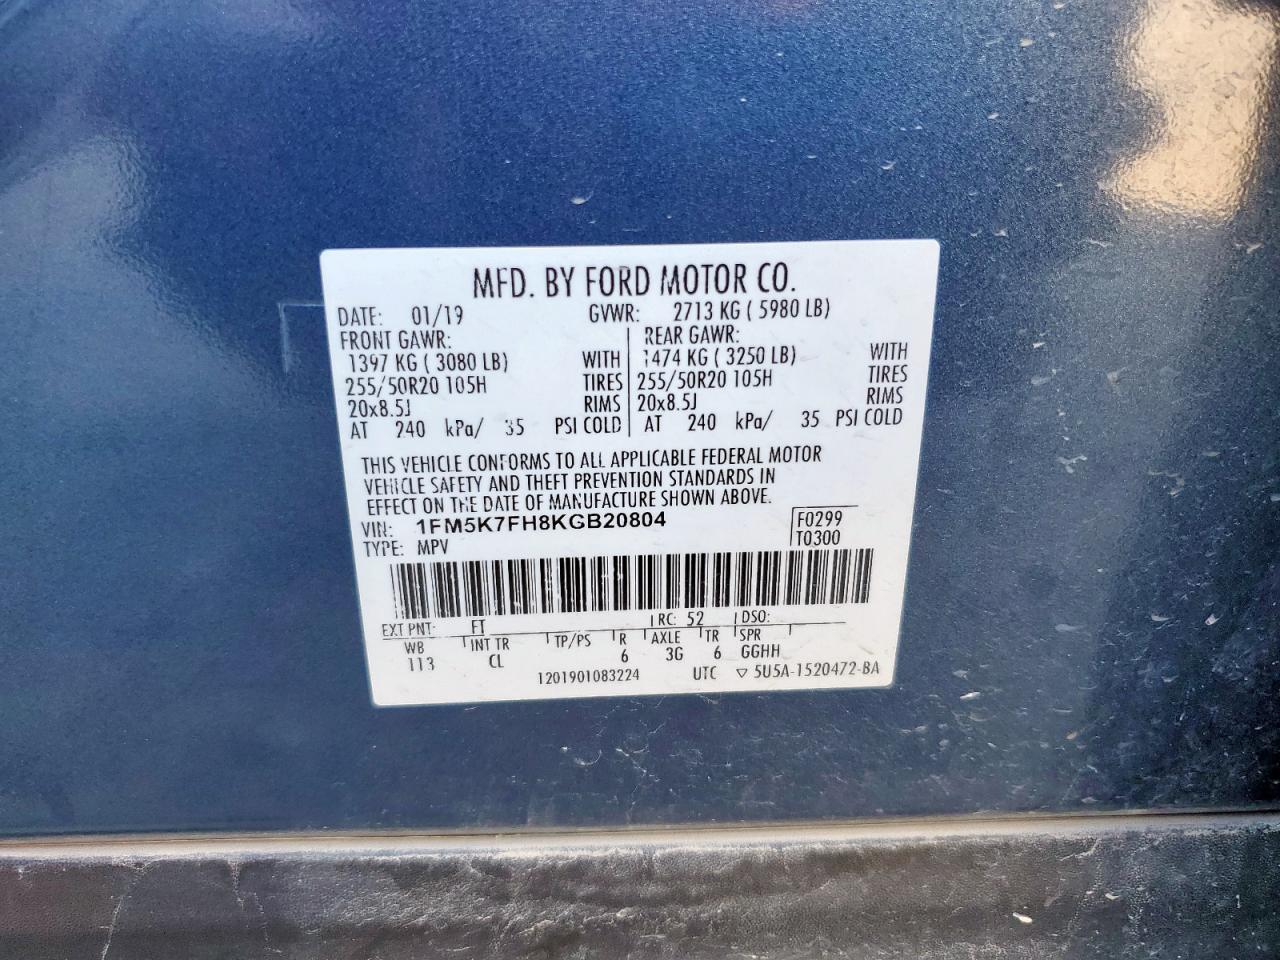 MFD. BY FORD MOTOR CO.
DATE: 01/19 GVWR: 2713 KG ( 5980 LB)
FRONT GAWR: REAR GAWR:
1397 KG ( 3080 LB) WITH 1474 KG ( 3250 LB) WITH
255/50R20 105H TIRES 255/50R20 105H TIRES
20x8.5J RIMS 20x8.5J RIMS
AT 240 kPa/ 35 PSI COLD AT 240 kPa/ 35 PSI COLD
THIS VEHICLE CONFORMS TO ALL APPLICABLE FEDERAL MOTOR
VEHICLE SAFETY AND THEFT PREVENTION STANDARDS IN
EFFECT ON THE DATE OF MANUFACTURE SHOWN ABOVE.
VIN: 1FM5K7FH8KGB20804 F0299
TYPE: MPV T0300
EXT PNT: FT RC: 52 DSO:
WB INT TR TP/PS R AXLE TR SPR
113 CL 6 3G 6 GGHH
1201901083224 UTC ▽ 5U5A-1520472-BA